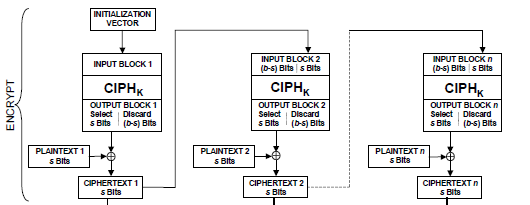 INITIALIZATION
VECTOR
INPUT BLOCK 1
CIPHK
OUTPUT BLOCK 1
Select | Discard
s Bits | (b-s) Bits
PLAINTEXT 1
s Bits
CIPHERTEXT 1
s Bits
INPUT BLOCK 2
(b-s) Bits | s Bits
CIPHK
OUTPUT BLOCK 2
Select | Discard
s Bits | (b-s) Bits
PLAINTEXT 2
s Bits
CIPHERTEXT 2
s Bits
INPUT BLOCK n
(b-s) Bits | s Bits
CIPHK
OUTPUT BLOCK n
Select | Discard
s Bits | (b-s) Bits
PLAINTEXT n
s Bits
CIPHERTEXT n
s Bits
ENCRYPT